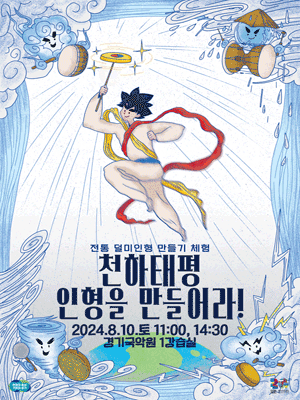 전통 덜미인형 만들기 체험
천하태평
인형을 만들어라!
2024.8.10.토 11:00, 14:30
경기국악원 1강습실